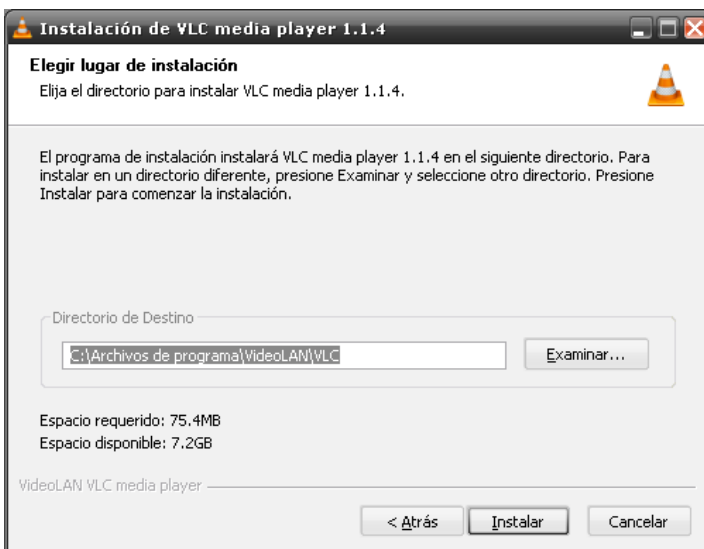 Instalación de VLC media player 1.1.4
Elegir lugar de instalación
Elija el directorio para instalar VLC media player 1.1.4.
El programa de instalación instalará VLC media player 1.1.4 en el siguiente directorio. Para
instalar en un directorio diferente, presione Examinar y seleccione otro directorio. Presione
Instalar para comenzar la instalación.
Directorio de Destino
C:\Archivos de programa\VideoLAN\VLC
Examinar...
Espacio requerido: 75.4MB
Espacio disponible: 7.2GB
VideoLAN VLC media player
< Atrás
Instalar
Cancelar